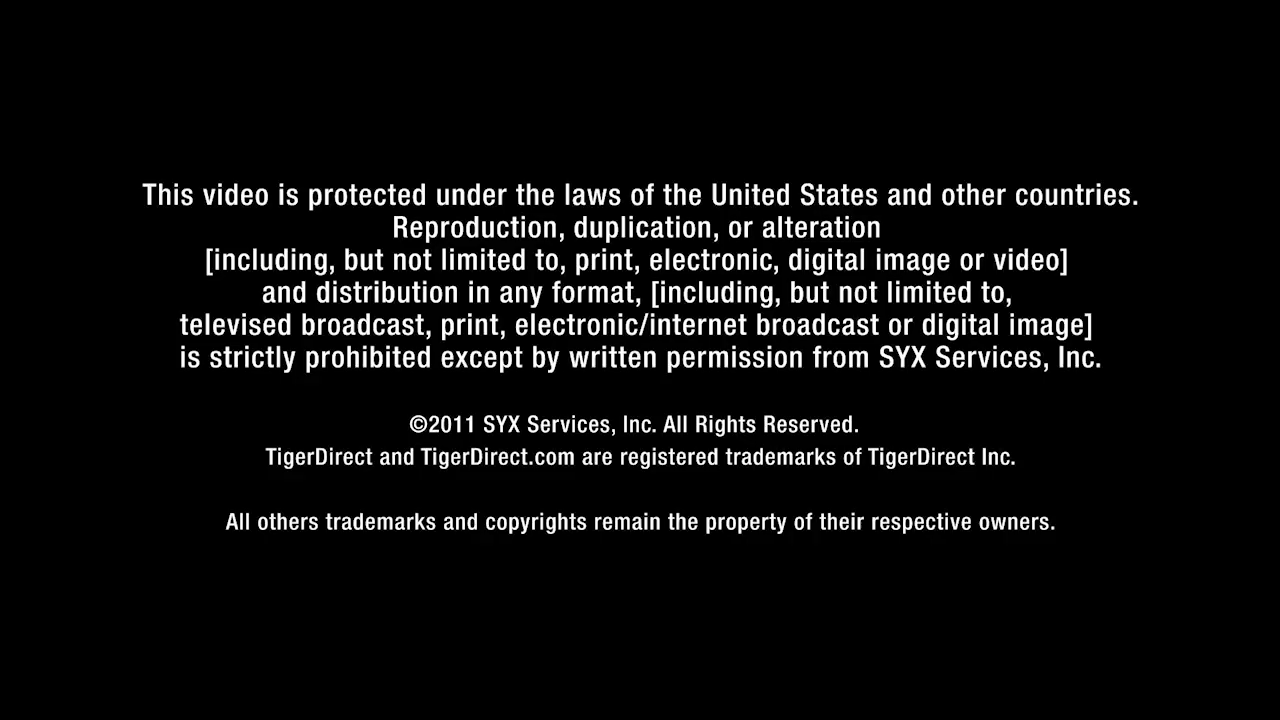 This video is protected under the laws of the United States and other countries.
Reproduction, duplication, or alteration
[including, but not limited to, print, electronic, digital image or video]
and distribution in any format, [including, but not limited to,
televised broadcast, print, electronic/internet broadcast or digital image]
is strictly prohibited except by written permission from SYX Services, Inc.
©2011 SYX Services, Inc. All Rights Reserved.
TigerDirect and TigerDirect.com are registered trademarks of TigerDirect Inc.
All others trademarks and copyrights remain the property of their respective owners.